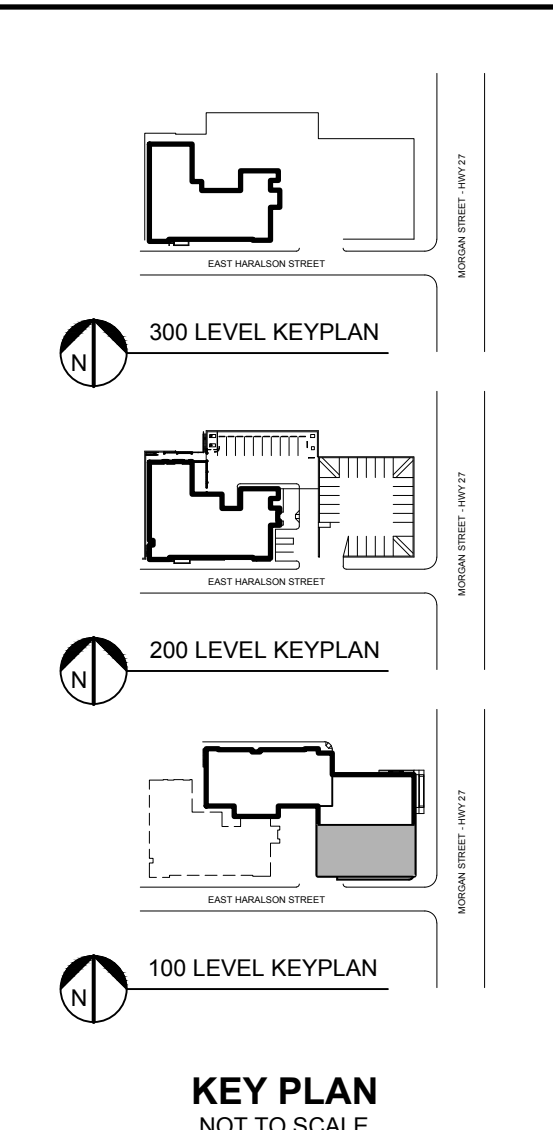 MORGAN STREET - HWY 27
EAST HARALSON STREET
300 LEVEL KEYPLAN
N
MORGAN STREET - HWY 27
EAST HARALSON STREET
200 LEVEL KEYPLAN
N
MORGAN STREET - HWY 27
EAST HARALSON STREET
100 LEVEL KEYPLAN
N
KEY PLAN
NOT TO SCALE